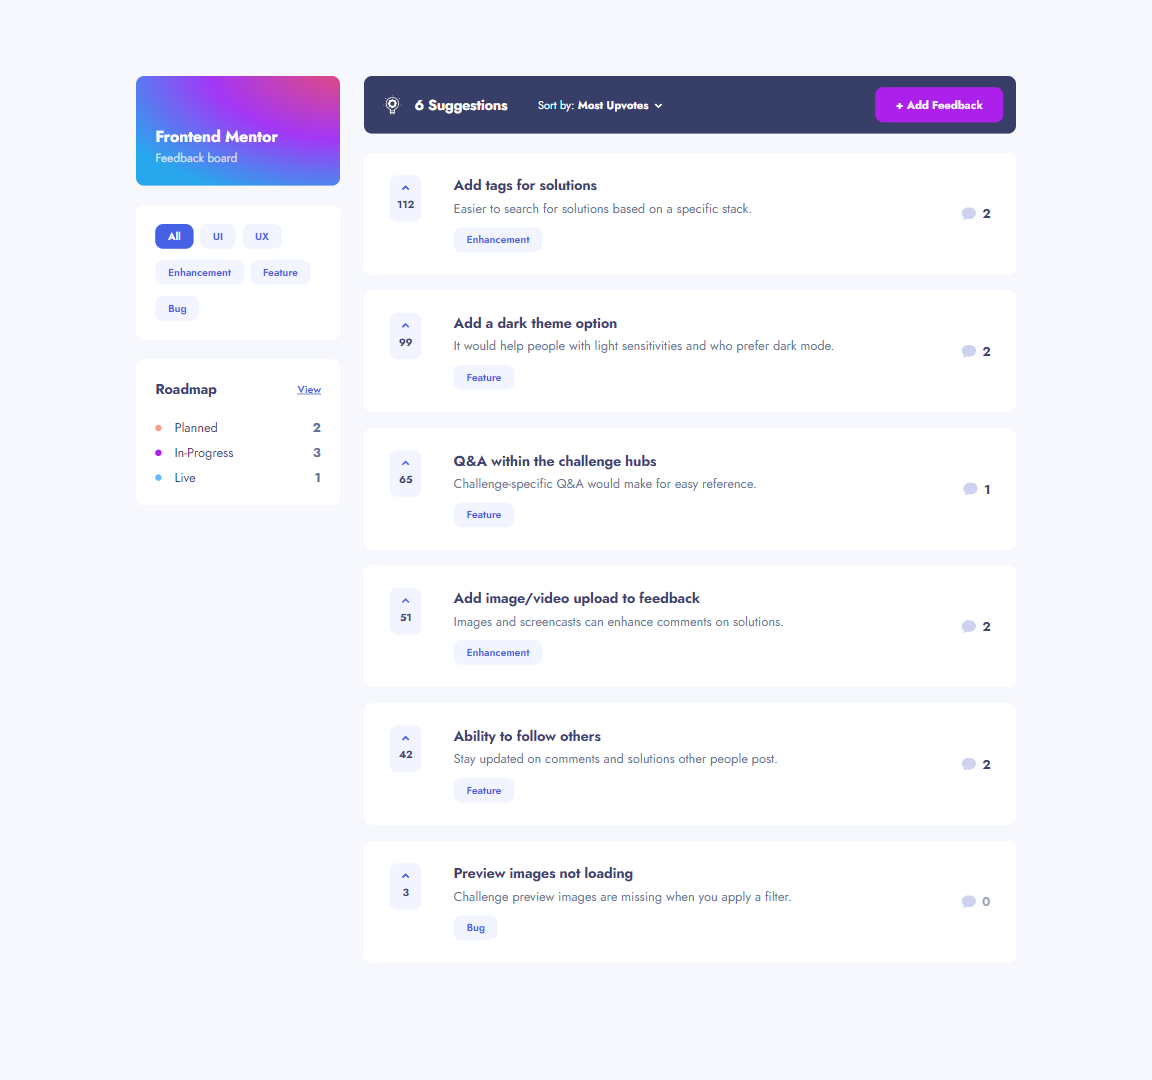 Frontend Mentor
Feedback board
All UI UX
Enhancement Feature
Bug
Roadmap View
Planned 2
In-Progress 3
Live 1
6 Suggestions Sort by: Most Upvotes + Add Feedback
112
Add tags for solutions
Easier to search for solutions based on a specific stack.
Enhancement
2
99
Add a dark theme option
It would help people with light sensitivities and who prefer dark mode.
Feature
2
65
Q&A within the challenge hubs
Challenge-specific Q&A would make for easy reference.
Feature
1
51
Add image/video upload to feedback
Images and screencasts can enhance comments on solutions.
Enhancement
2
42
Ability to follow others
Stay updated on comments and solutions other people post.
Feature
2
3
Preview images not loading
Challenge preview images are missing when you apply a filter.
Bug
0